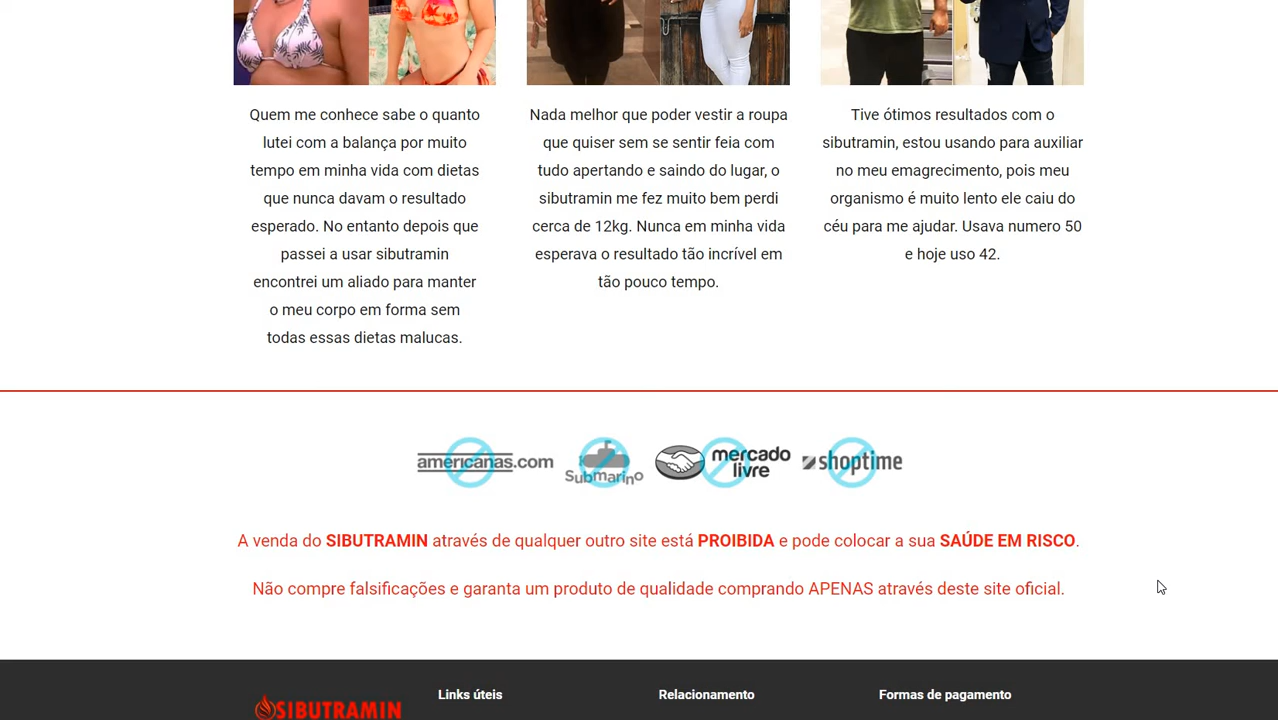 Quem me conhece sabe o quanto
lutei com a balança por muito
tempo em minha vida com dietas
que nunca davam o resultado
esperado. No entanto depois que
passei a usar sibutramin
encontrei um aliado para manter
o meu corpo em forma sem
todas essas dietas malucas.
Nada melhor que poder vestir a roupa
que quiser sem se sentir feia com
tudo apertando e saindo do lugar, o
sibutramin me fez muito bem perdi
cerca de 12kg. Nunca em minha vida
esperava o resultado tão incrível em
tão pouco tempo.
Tive ótimos resultados com o
sibutramin, estou usando para auxiliar
no meu emagrecimento, pois meu
organismo é muito lento ele caiu do
céu para me ajudar. Usava numero 50
e hoje uso 42.
americanas.com
Submarino
mercado
livre
shoptime
A venda do SIBUTRAMIN através de qualquer outro site está PROIBIDA e pode colocar a sua SAÚDE EM RISCO.
Não compre falsificações e garanta um produto de qualidade comprando APENAS através deste site oficial.
SIBUTRAMIN
Links úteis
Relacionamento
Formas de pagamento